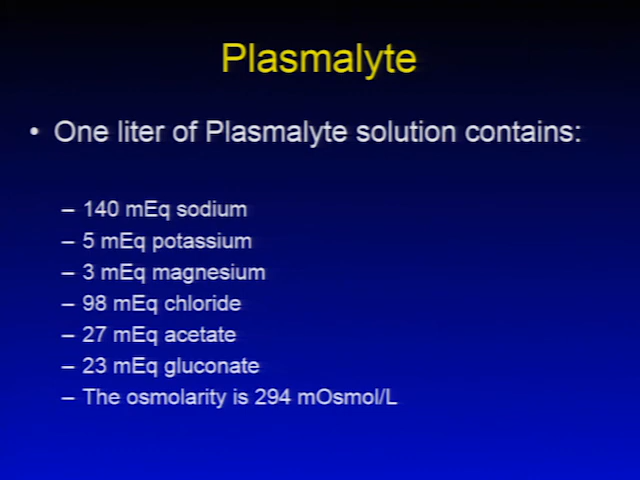 Plasmalyte
• One liter of Plasmalyte solution contains:
– 140 mEq sodium
– 5 mEq potassium
– 3 mEq magnesium
– 98 mEq chloride
– 27 mEq acetate
– 23 mEq gluconate
– The osmolarity is 294 mOsmol/L